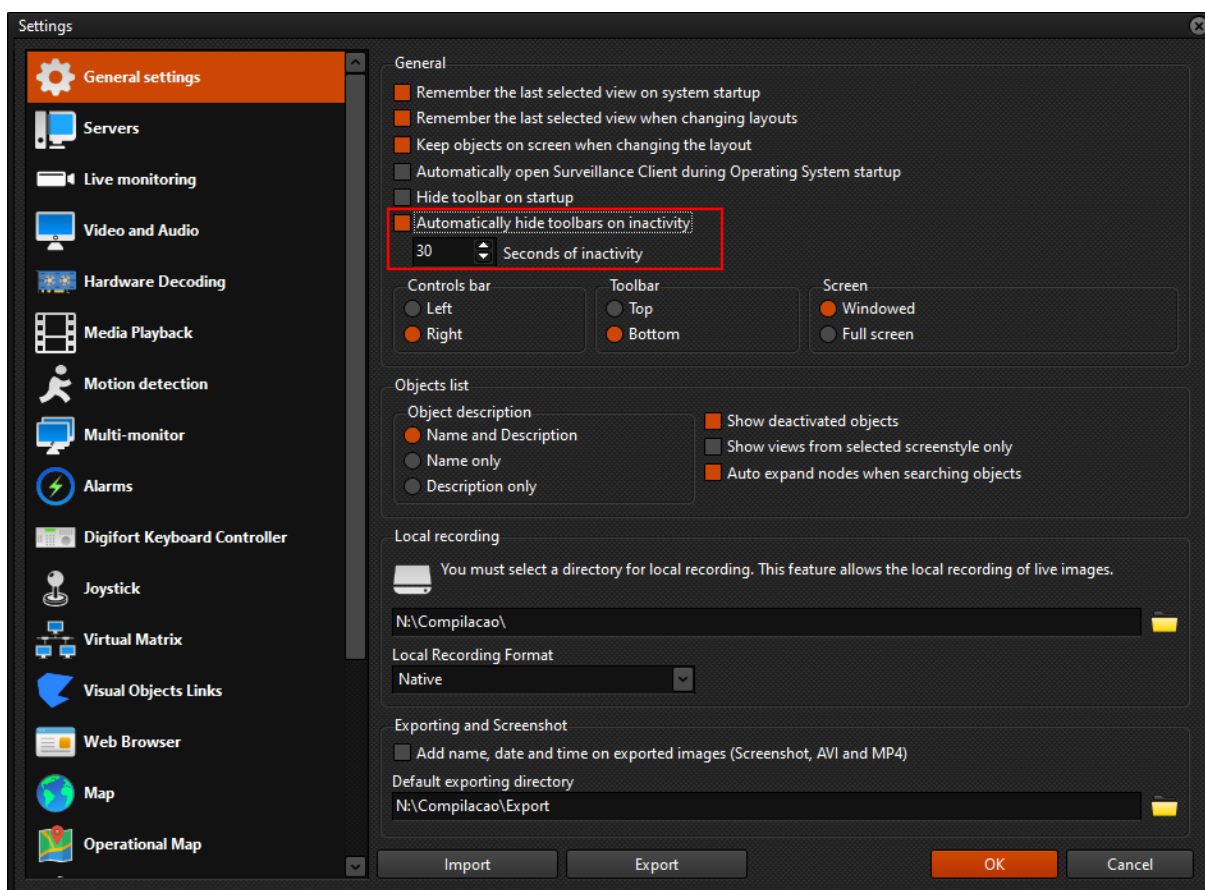 Settings
General settings
Servers
Live monitoring
Video and Audio
Hardware Decoding
Media Playback
Motion detection
Multi-monitor
Alarms
Digifort Keyboard Controller
Joystick
Virtual Matrix
Visual Objects Links
Web Browser
Map
Operational Map
General
Remember the last selected view on system startup
Remember the last selected view when changing layouts
Keep objects on screen when changing the layout
Automatically open Surveillance Client during Operating System startup
Hide toolbar on startup
Automatically hide toolbars on inactivity
30 Seconds of inactivity
Controls bar
Left
Right
Toolbar
Top
Bottom
Screen
Windowed
Full screen
Objects list
Object description
Name and Description
Name only
Description only
Show deactivated objects
Show views from selected screenstyle only
Auto expand nodes when searching objects
Local recording
You must select a directory for local recording. This feature allows the local recording of live images.
N:\Compilacao\
Local Recording Format
Native
Exporting and Screenshot
Add name, date and time on exported images (Screenshot, AVI and MP4)
Default exporting directory
N:\Compilacao\Export
Import
Export
OK
Cancel